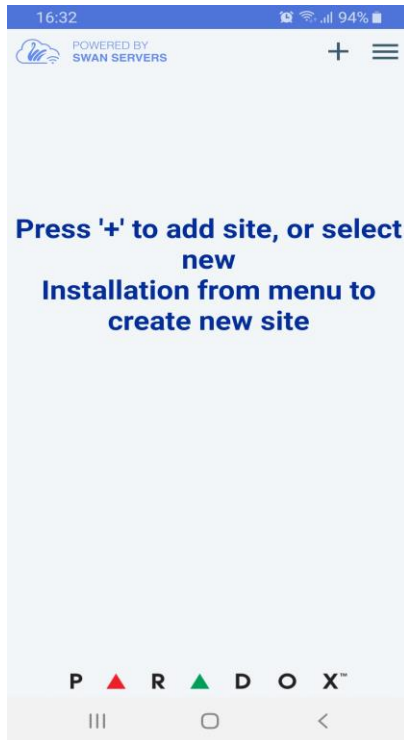 16:32 94%
POWERED BY
SWAN SERVERS
Press '+' to add site, or select
new
Installation from menu to
create new site
PARADOX™